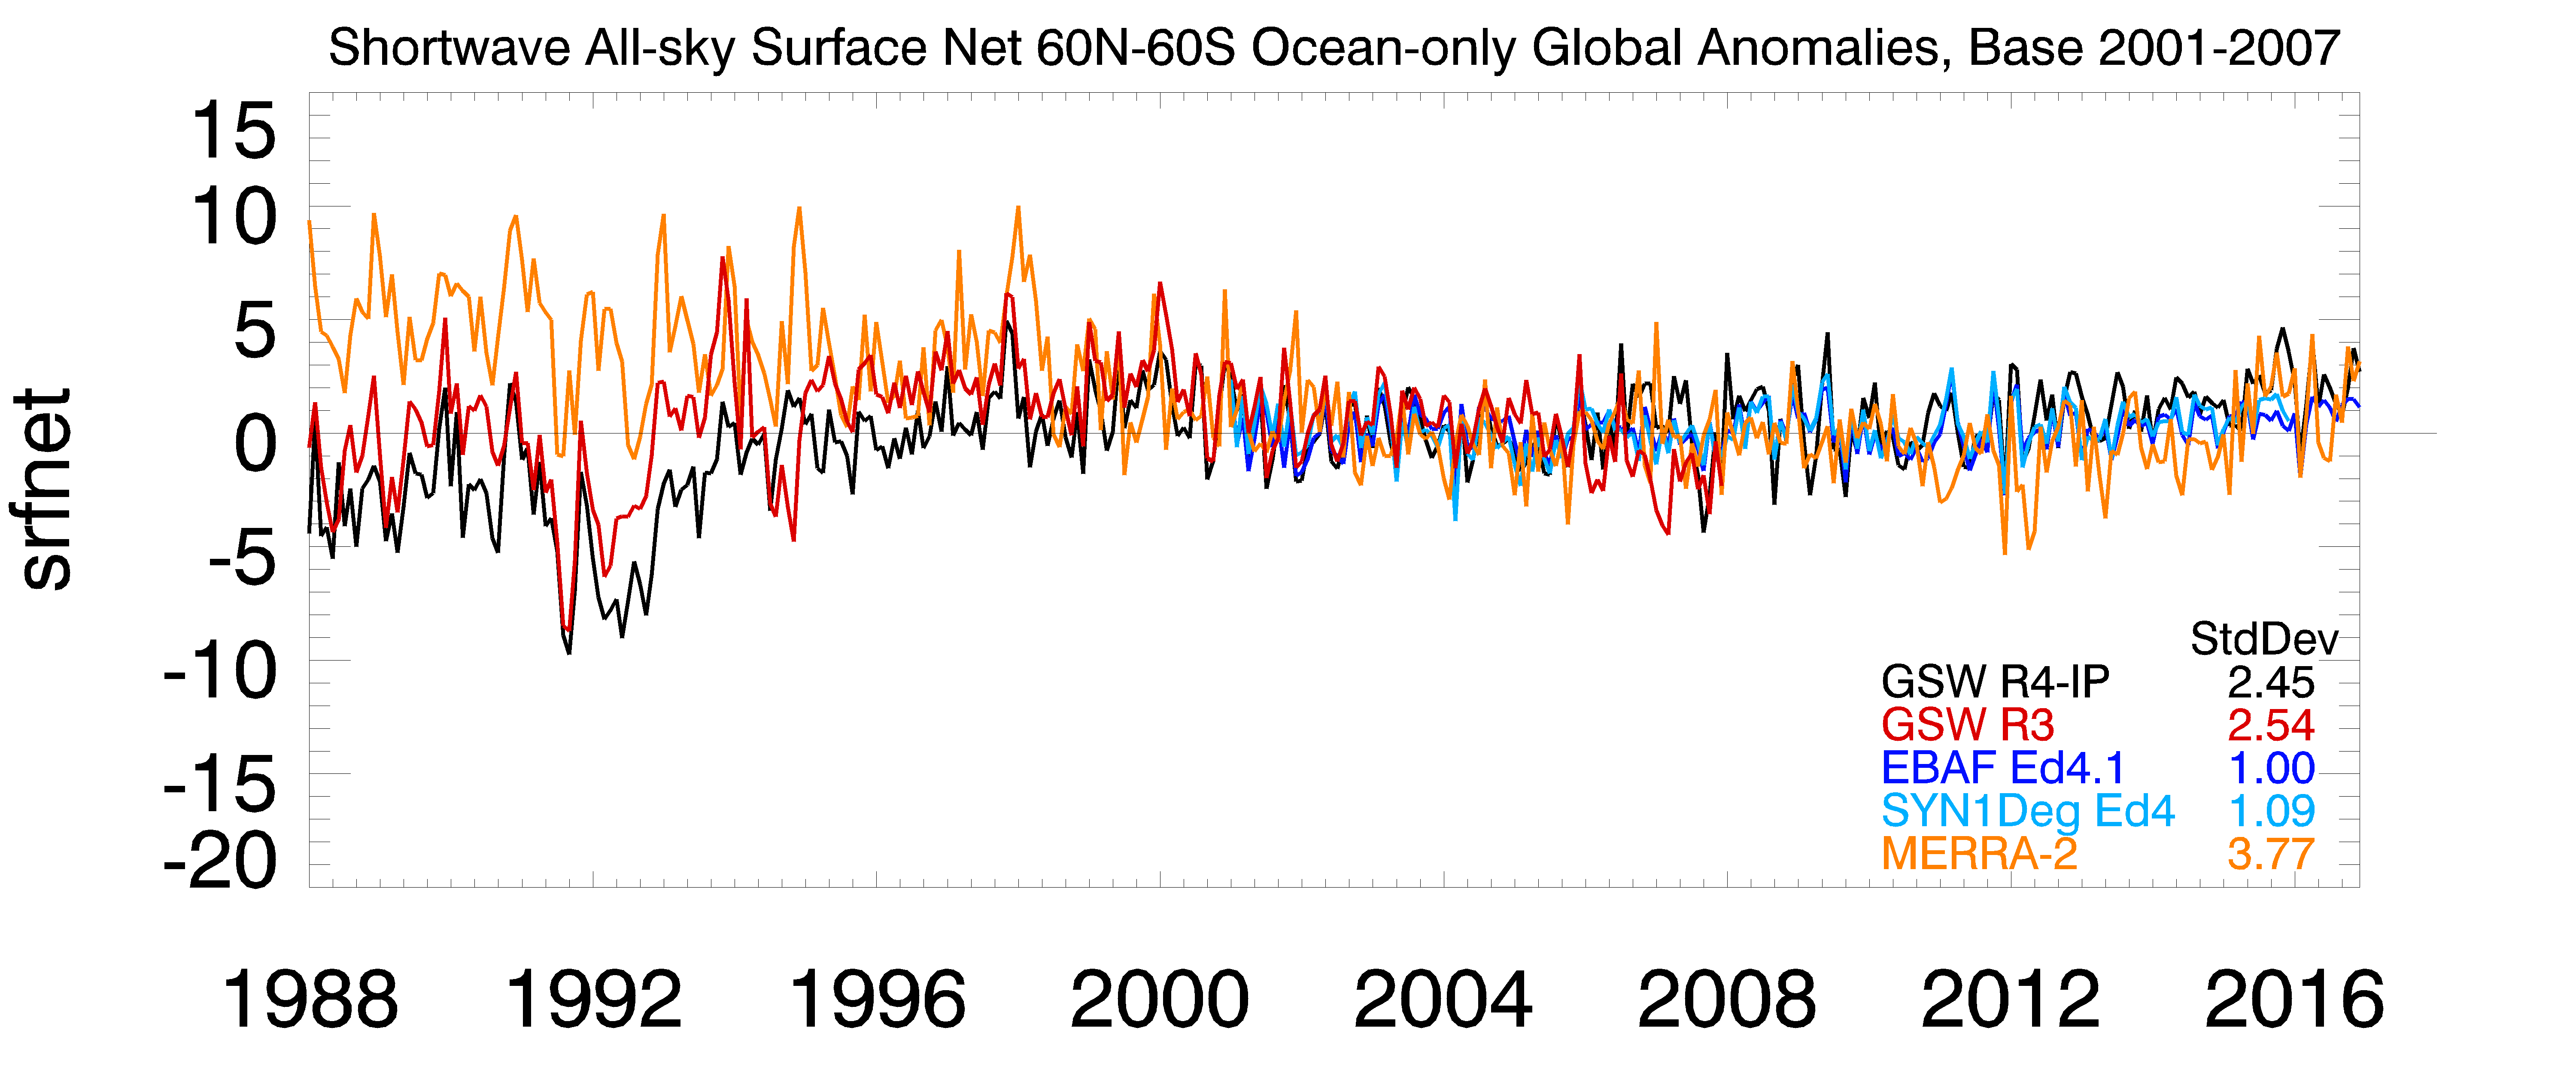 Shortwave All-sky Surface Net 60N-60S Ocean-only Global Anomalies, Base 2001-2007
15
10
5
0
-5
-10
-15
-20
srfnet
StdDev
GSW R4-IP 2.45
GSW R3 2.54
EBAF Ed4.1 1.00
SYN1Deg Ed4 1.09
MERRA-2 3.77
1988 1992 1996 2000 2004 2008 2012 2016